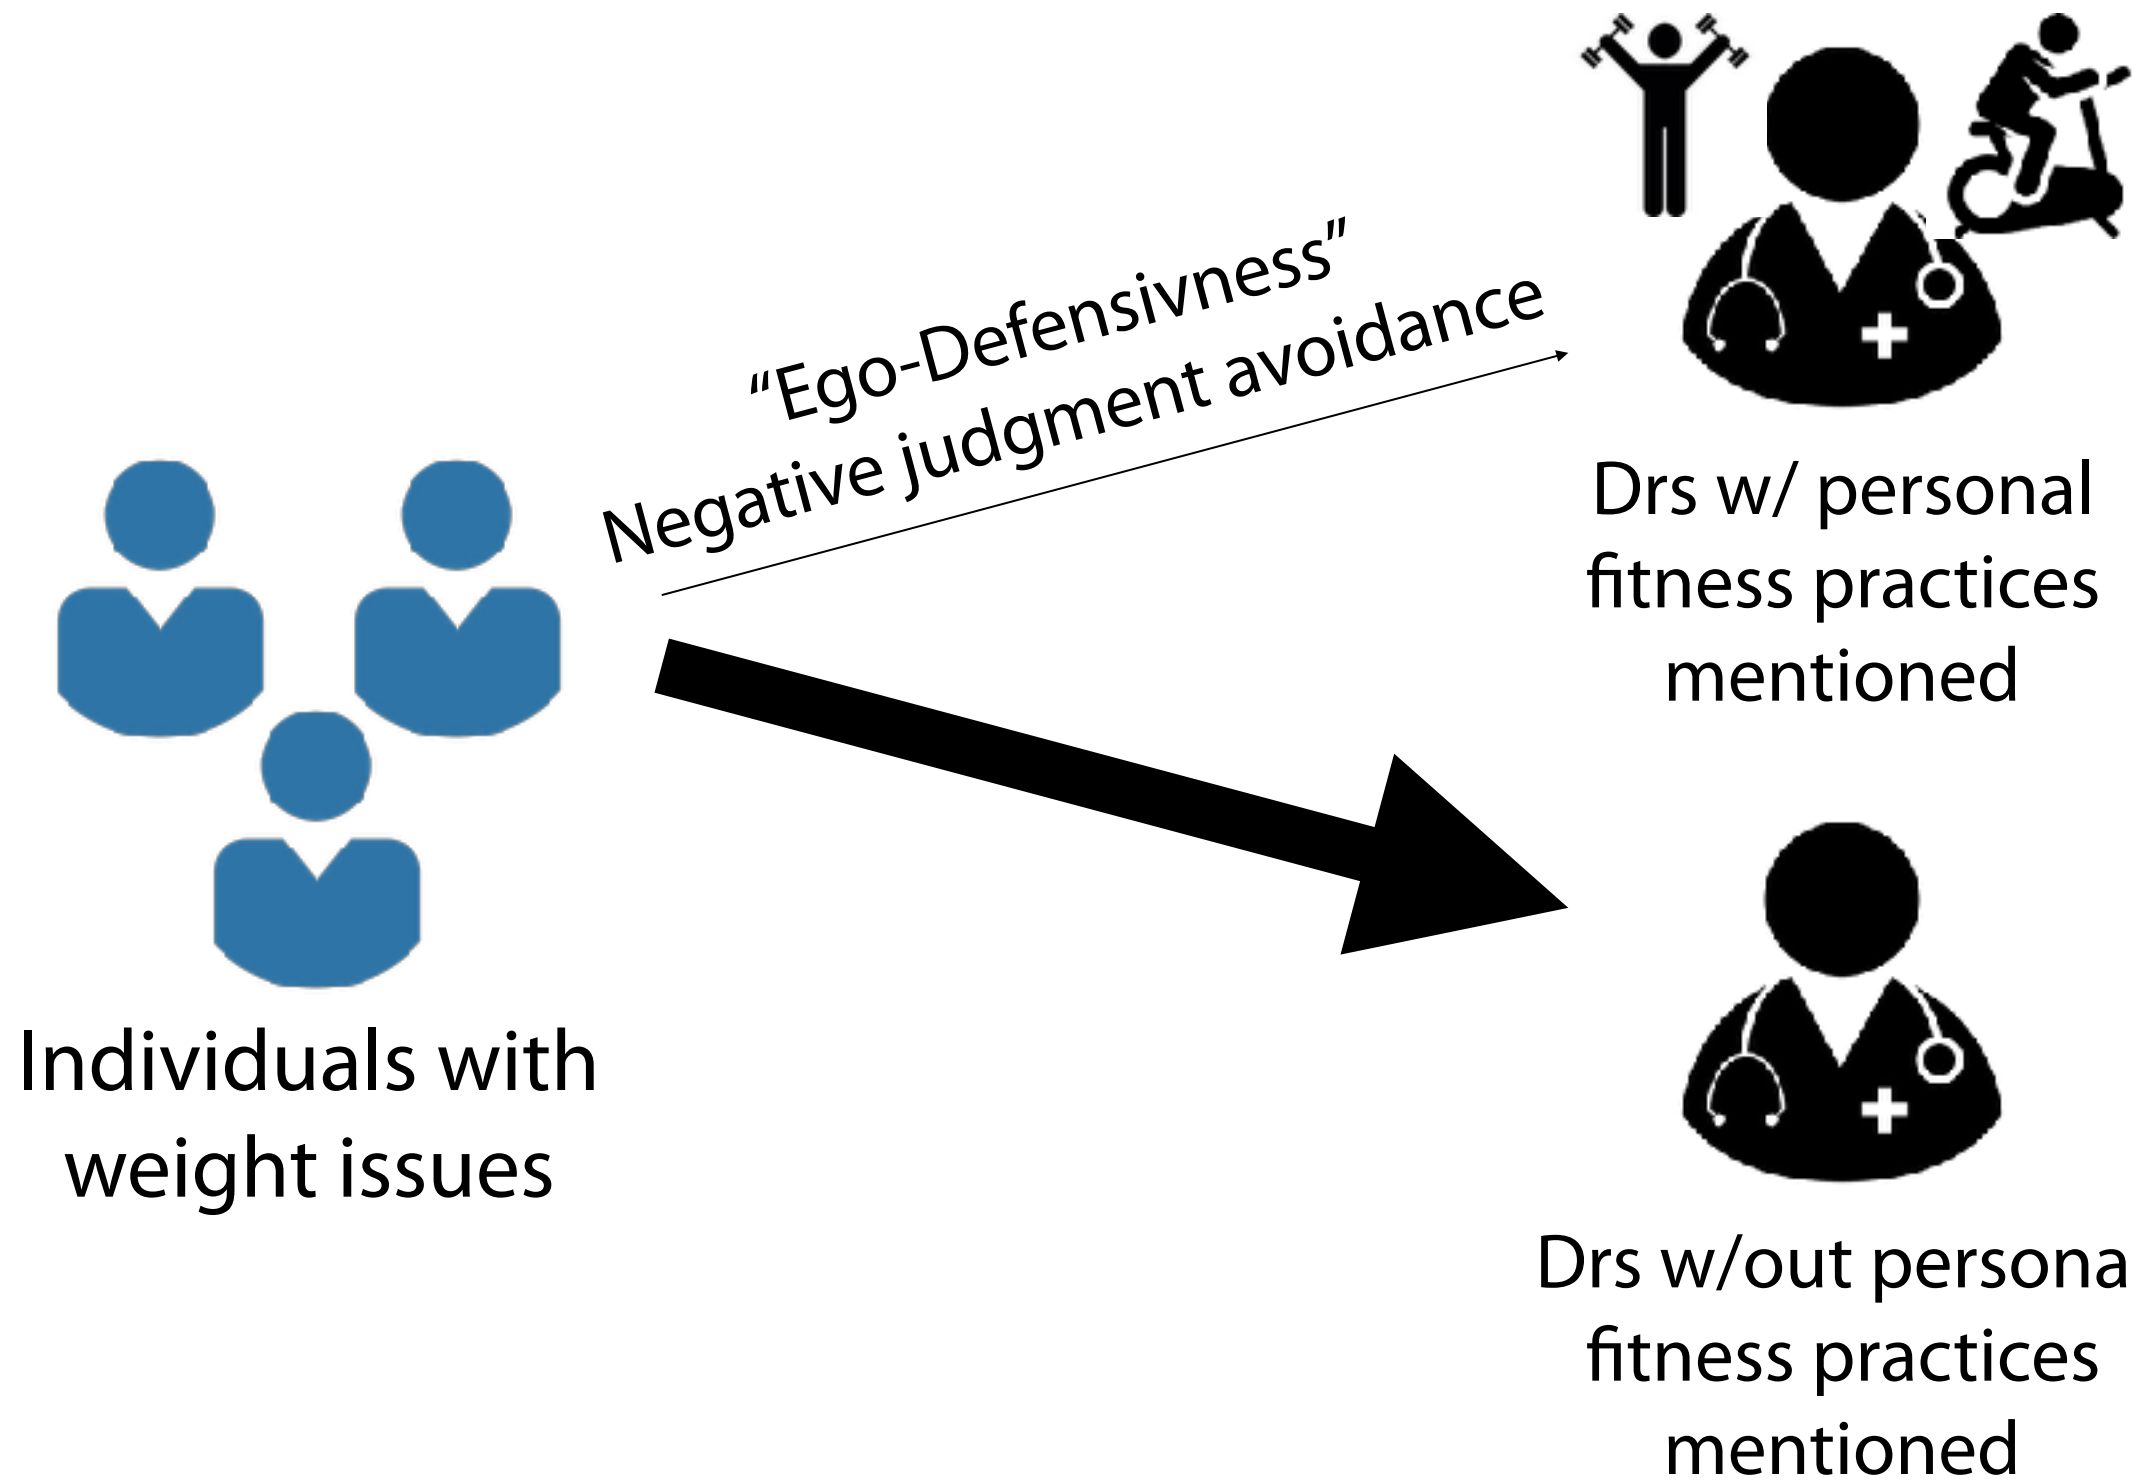 “Ego-Defensivness”
Negative judgment avoidance
Drs w/ personal
fitness practices
mentioned
Individuals with
weight issues
Drs w/out persona
fitness practices
mentioned